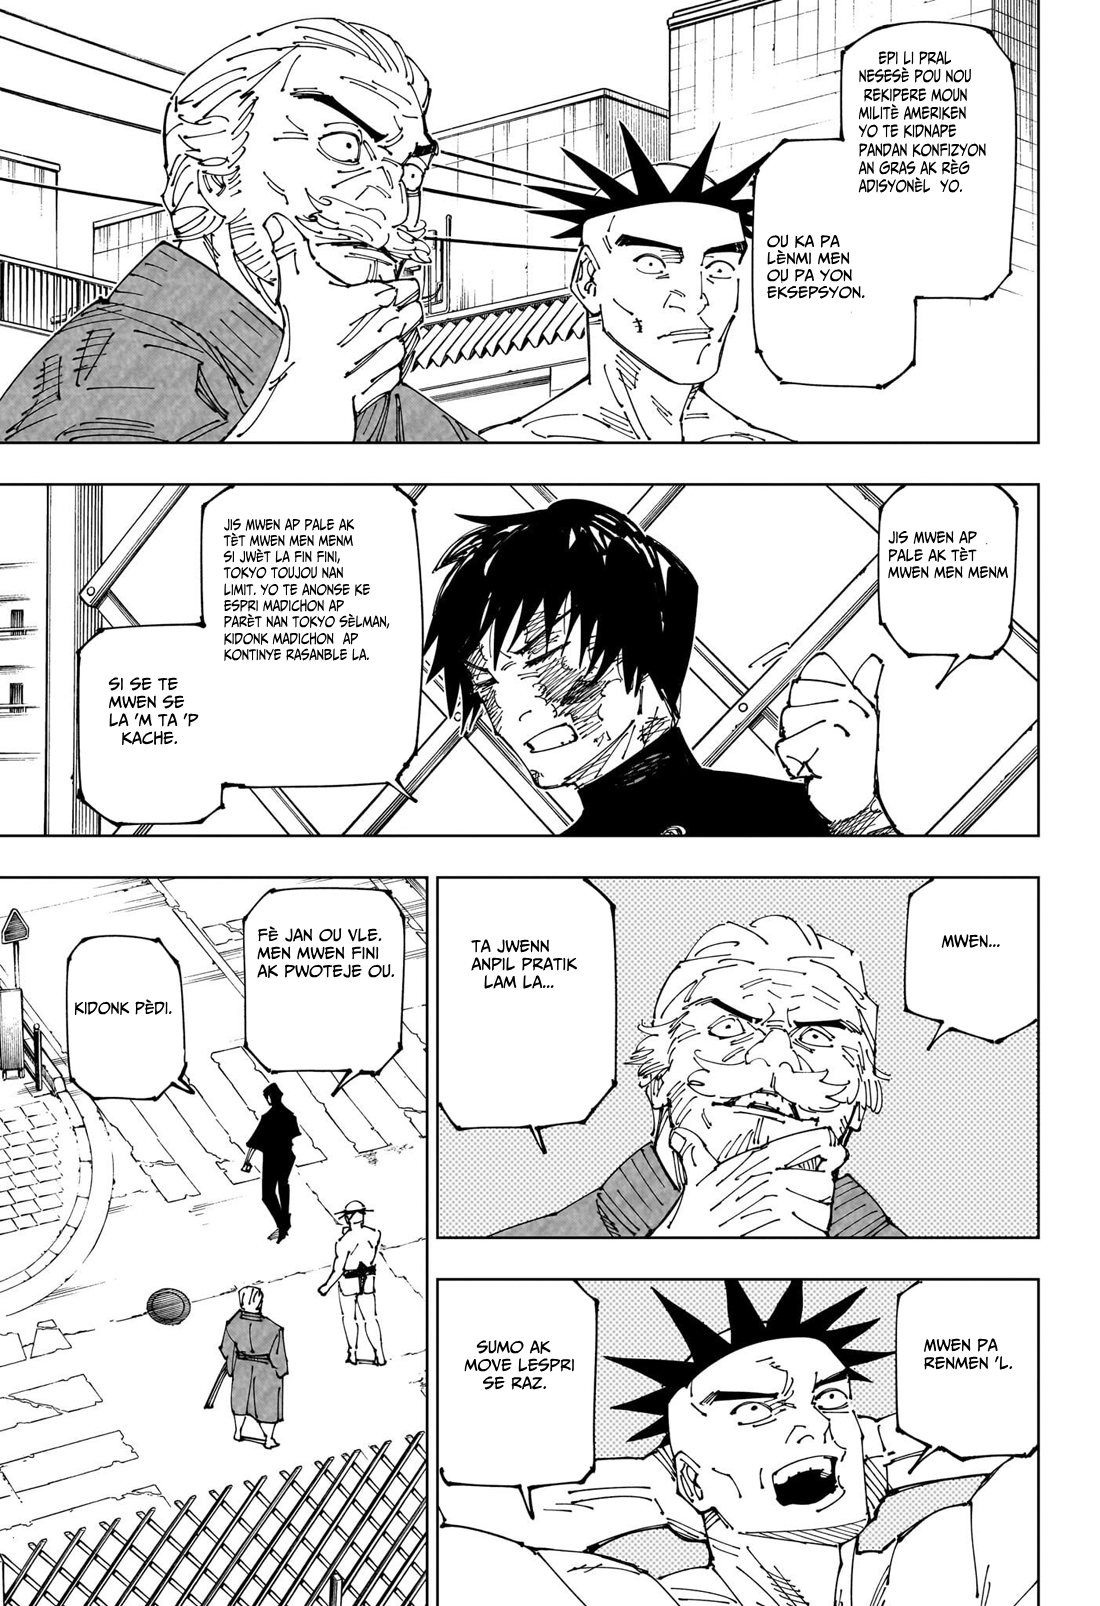 EPI LI PRAL
NESESÈ POU NOU
REKIPERE MOUN
MILITÈ AMERIKEN
YO TE KIDNAPE
PANDAN KONFIZYON
AN GRAS AK RÈG
ADISYONÈL YO.
OU KA PA
LÈNMI MEN
OU PA YON
EKSEPSYON.
JIS MWEN AP
PALE AK TÈT
MWEN MEN MENM
JIS MWEN AP PALE AK
TÈT MWEN MEN MENM
SI JWÈT LA FIN FINI,
TOKYO TOUJOU NAN
LIMIT. YO TE ANONSE KE
ESPRI MADICHON AP
PARÈT NAN TOKYO SÈLMAN,
KIDONK MADICHON AP
KONTINYE RASANBLE LA.
SI SE TE
MWEN SE
LA 'M TA 'P
KACHE.
MWEN...
TA JWENN
ANPIL PRATIK
LAM LA...
MWEN PA
RENMEN 'L.
SUMO AK
MOVE LESPRI
SE RAZ.
FÈ JAN OU VLE.
MEN MWEN FINI
AK PWOTEJE OU.
KIDONK PÈDI.